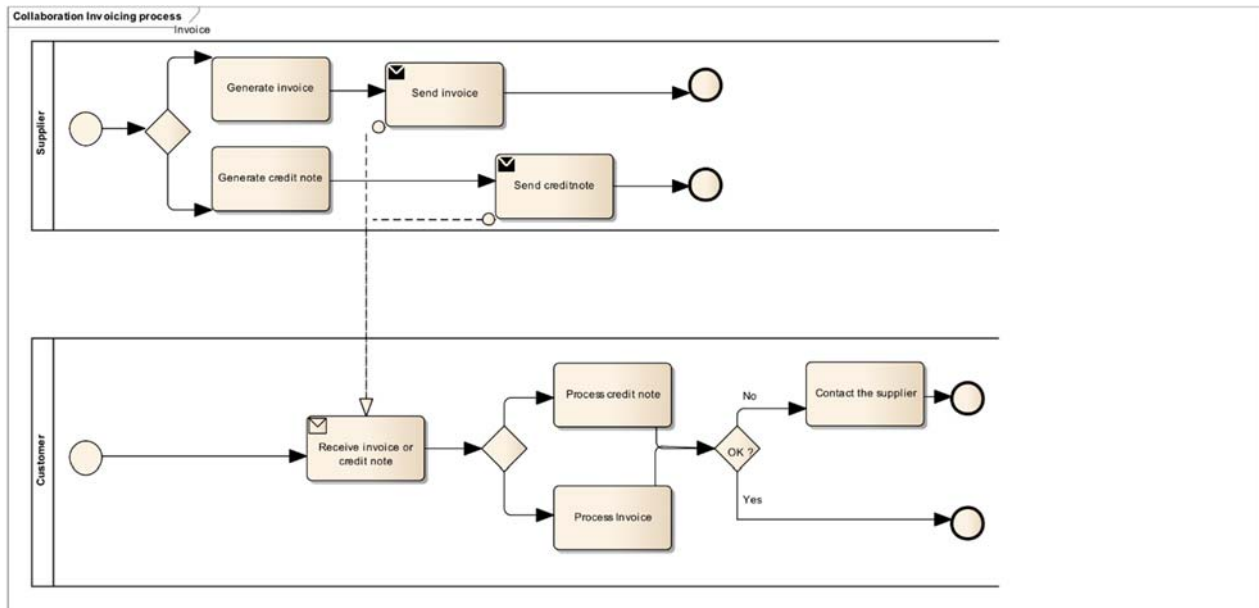 Collaboration Invoicing process
Invoice
Supplier
Generate invoice
Send invoice
Generate credit note
Send creditnote
Customer
Receive invoice or
credit note
Process credit note
Process Invoice
OK ?
No
Yes
Contact the supplier